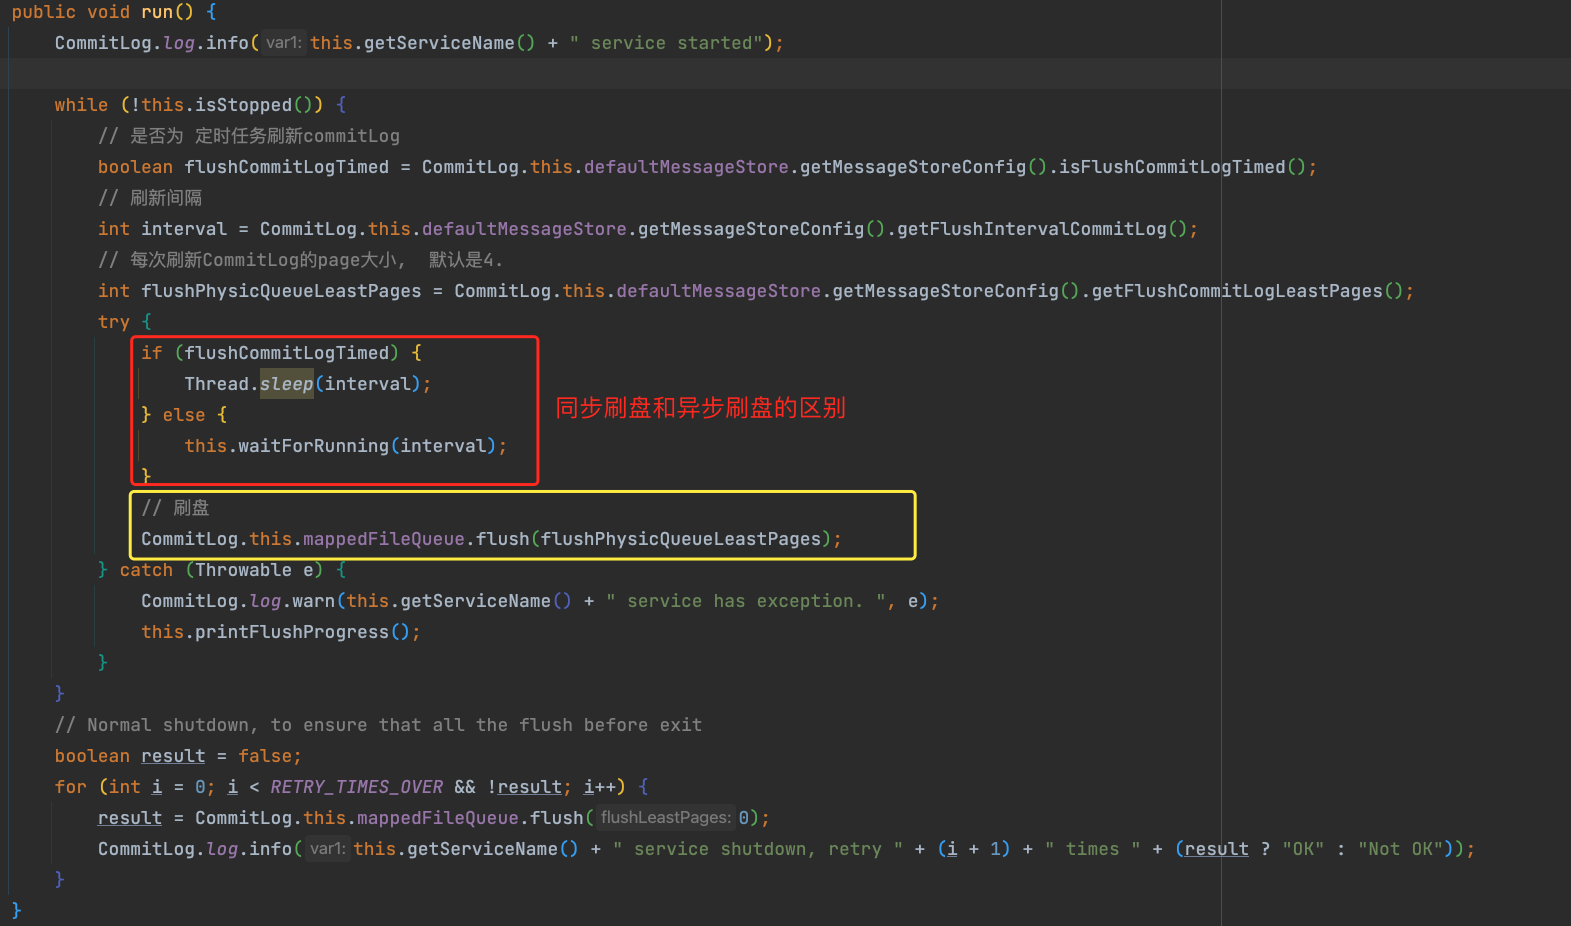 public void run() {
CommitLog.log.info( var1: this.getServiceName() + " service started");
while (!this.isStopped()) {
// 是否为 定时任务刷新commitLog
boolean flushCommitLogTimed = CommitLog.this.defaultMessageStore.getMessageStoreConfig().isFlushCommitLogTimed();
// 刷新间隔
int interval = CommitLog.this.defaultMessageStore.getMessageStoreConfig().getFlushIntervalCommitLog();
// 每次刷新CommitLog的page大小, 默认是4.
int flushPhysicQueueLeastPages = CommitLog.this.defaultMessageStore.getMessageStoreConfig().getFlushCommitLogLeastPages();
try {
if (flushCommitLogTimed) {
Thread.sleep(interval);
同步刷盘和异步刷盘的区别
} else {
this.waitForRunning(interval);
}
// 刷盘
CommitLog.this.mappedFileQueue.flush(flushPhysicQueueLeastPages);
} catch (Throwable e) {
CommitLog.log.warn(this.getServiceName() + " service has exception. ", e);
this.printFlushProgress();
}
}
// Normal shutdown, to ensure that all the flush before exit
boolean result = false;
for (int i = 0; i < RETRY_TIMES_OVER && !result; i++) {
result = CommitLog.this.mappedFileQueue.flush( flushLeastPages: 0);
CommitLog.log.info( var1: this.getServiceName() + " service shutdown, retry " + (i + 1) + " times " + (result ? "OK" : "Not OK"));
}
}